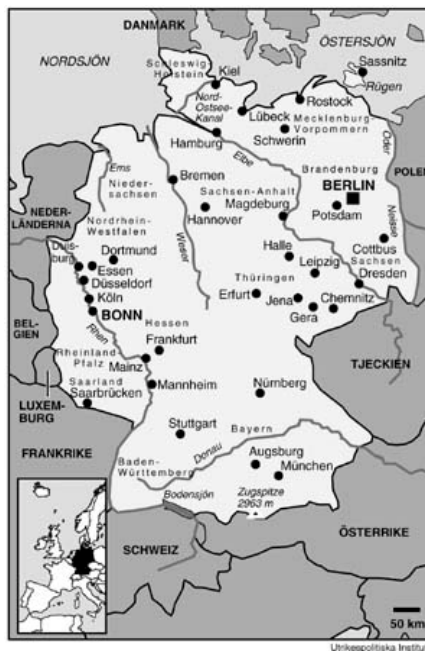 DANMARK
NORDSJÖN
ÖSTERSJÖN
Sassnitz
Schleswig
Holstein
Kiel
Rügen
Nord-
Ostsee-
Kanal
Rostock
Lübeck
Mecklenburg-
Vorpommern
Hamburg
Schwerin
Oder
Elbe
Ems
Bremen
Brandenburg
POLEN
Nieder-
sachsen
Sachsen-Anhalt
BERLIN
NEDER-
LÄNDERNA
Hannover
Magdeburg
Potsdam
Neisse
Nordrhein-
Westfalen
Weser
Cottbus
Duis-
burg
Dortmund
Halle
Sachsen
Essen
Leipzig
Düsseldorf
Thüringen
Dresden
Köln
Erfurt
Jena
Chemnitz
BONN
Gera
BEL-
GIEN
Rhen
Hessen
Frankfurt
Rheinland
Pfalz
Mainz
TJECKIEN
Saarland
Mannheim
Nürnberg
LUXEM-
BURG
Saarbrücken
Stuttgart
Bayern
FRANKRIKE
Donau
Baden-
Württemberg
Augsburg
München
Bodensjön
Zugspitze
2963 m
SCHWEIZ
ÖSTERRIKE
50 km
Utrikespolitiska Institut